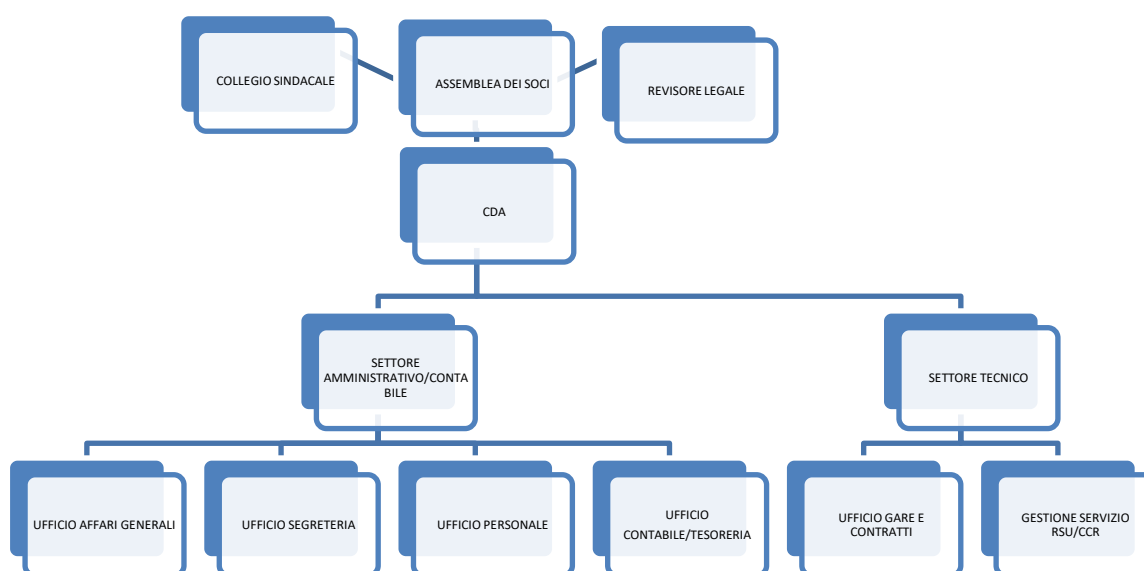 COLLEGIO SINDACALE
ASSEMBLEA DEI SOCI
REVISORE LEGALE
CDA
SETTORE
AMMINISTRATIVO/CONTA
BILE
SETTORE TECNICO
UFFICIO AFFARI GENERALI
UFFICIO SEGRETERIA
UFFICIO PERSONALE
UFFICIO
CONTABILE/TESORERIA
UFFICIO GARE E
CONTRATTI
GESTIONE SERVIZIO
RSU/CCR